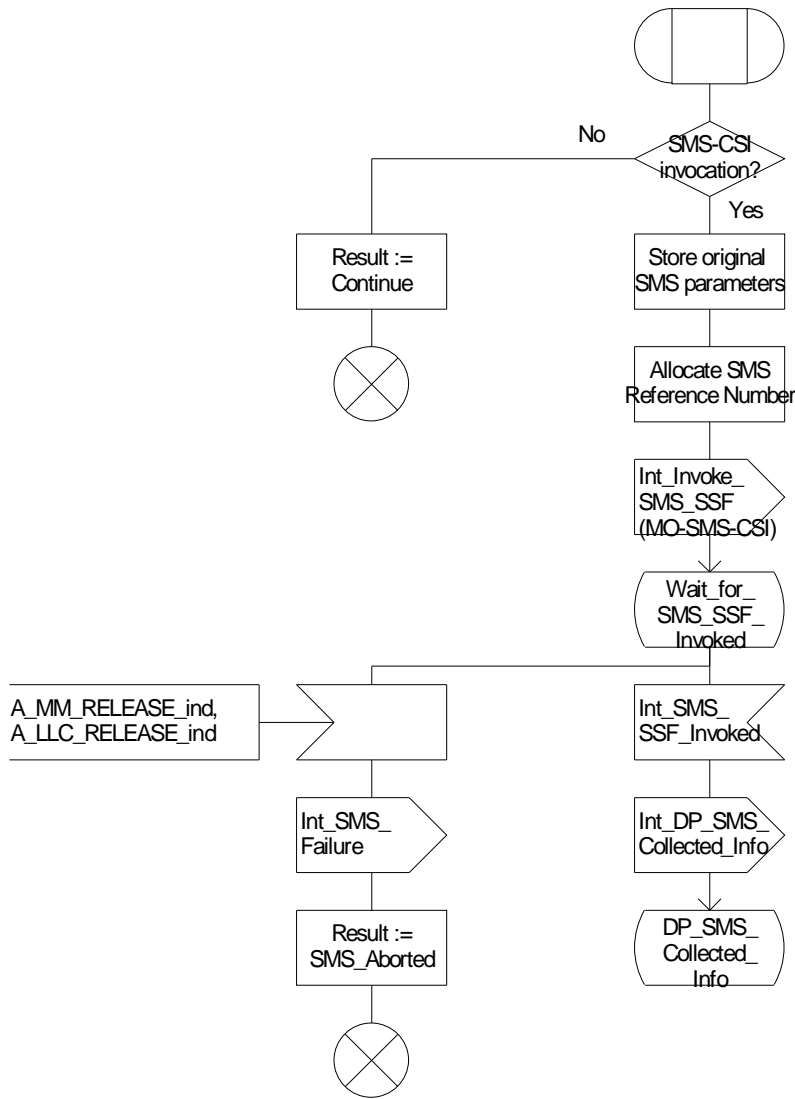 SMS-CSI
invocation?
No
Yes
Result :=
Continue
Store original
SMS parameters
Allocate SMS
Reference Number
Int_Invoke_
SMS_SSF
(MO-SMS-CSI)
Wait_for_
SMS_SSF_
Invoked
A_MM_RELEASE_ind,
A_LLC_RELEASE_ind
Int_SMS_
SSF_Invoked
Int_SMS_
Failure
Int_DP_SMS_
Collected_Info
Result :=
SMS_Aborted
DP_SMS_
Collected_
Info